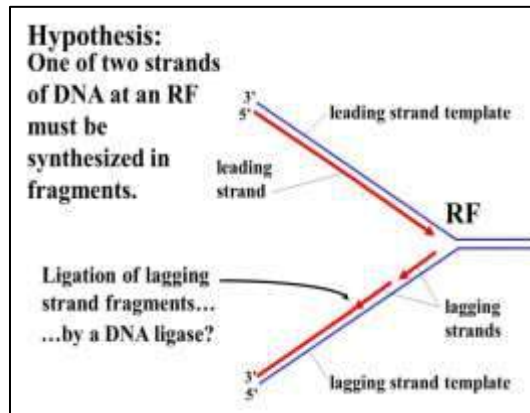 Hypothesis:
One of two strands
of DNA at an RF
must be
synthesized in
fragments.
3'
5'
leading strand template
leading
strand
RF
Ligation of lagging
strand fragments…
…by a DNA ligase?
lagging
strands
3'
5'
lagging strand template